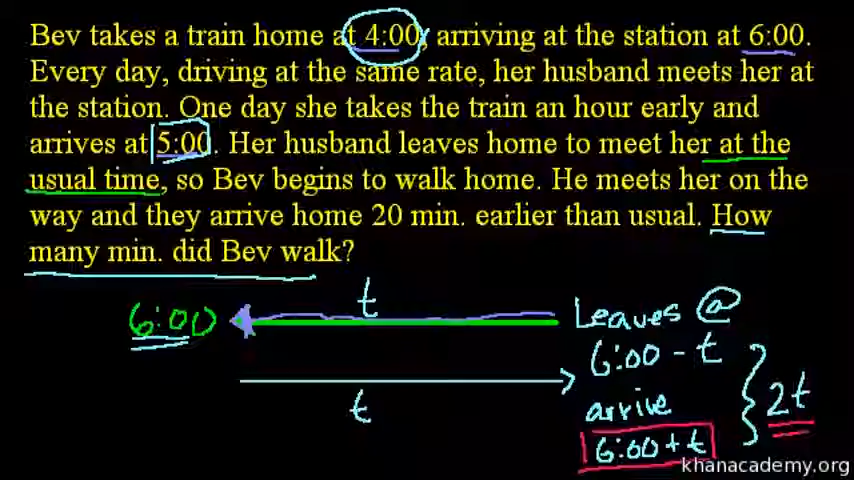 Bev takes a train home at 4:00, arriving at the station at 6:00.
Every day, driving at the same rate, her husband meets her at
the station. One day she takes the train an hour early and
arrives at 5:00. Her husband leaves home to meet her at the
usual time, so Bev begins to walk home. He meets her on the
way and they arrive home 20 min. earlier than usual. How
many min. did Bev walk?
6:00
t
Leaves @
6:00 - t
t
arrive
2t
6:00 + t
khanacademy.org